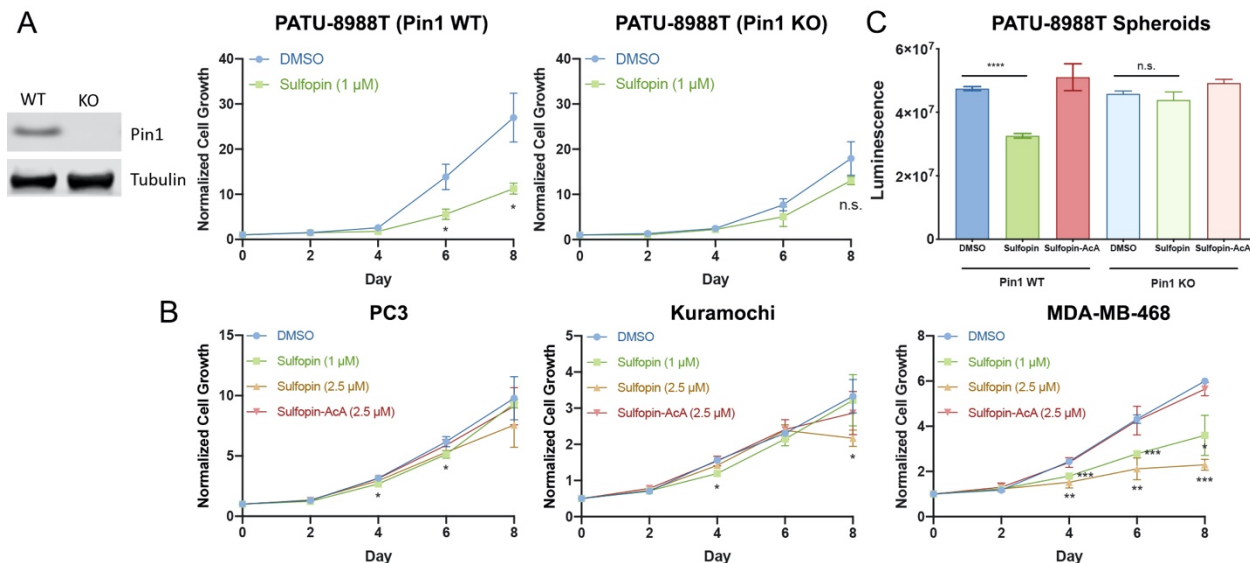 A
WT KO
Pin1
Tubulin
PATU-8988T (Pin1 WT)
Normalized Cell Growth
40
30
20
10
0
DMSO
Sulfopin (1 μM)
*
*
0 2 4 6 8
Day
PATU-8988T (Pin1 KO)
Normalized Cell Growth
40
30
20
10
0
DMSO
Sulfopin (1 μM)
n.s.
0 2 4 6 8
Day
C
PATU-8988T Spheroids
Luminescence
6×10⁷
4×10⁷
2×10⁷
0
****
n.s.
DMSO Sulfopin Sulfopin-AcA DMSO Sulfopin Sulfopin-AcA
Pin1 WT Pin1 KO
B
PC3
Normalized Cell Growth
15
10
5
0
DMSO
Sulfopin (1 μM)
Sulfopin (2.5 μM)
Sulfopin-AcA (2.5 μM)
*
*
0 2 4 6 8
Day
Kuramochi
Normalized Cell Growth
5
4
3
2
1
0
DMSO
Sulfopin (1 μM)
Sulfopin (2.5 μM)
Sulfopin-AcA (2.5 μM)
*
*
0 2 4 6 8
Day
MDA-MB-468
Normalized Cell Growth
8
6
4
2
0
DMSO
Sulfopin (1 μM)
Sulfopin (2.5 μM)
Sulfopin-AcA (2.5 μM)
*** *** *
** ** ***
0 2 4 6 8
Day